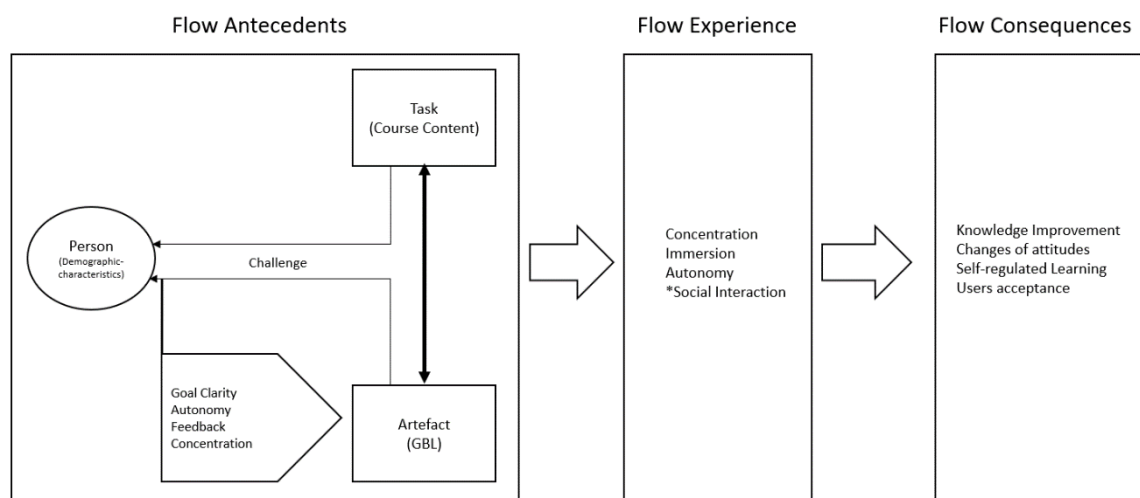 Flow Antecedents
Flow Experience
Flow Consequences
Task
(Course Content)
Person
(Demographic-
characteristics)
Challenge
Goal Clarity
Autonomy
Feedback
Concentration
Artefact
(GBL)
Concentration
Immersion
Autonomy
*Social Interaction
Knowledge Improvement
Changes of attitudes
Self-regulated Learning
Users acceptance